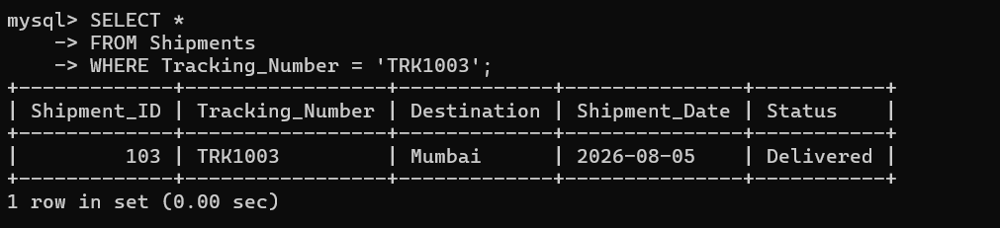 mysql> SELECT *
    -> FROM Shipments
    -> WHERE Tracking_Number = 'TRK1003';
+-------------+-----------------+-------------+---------------+-----------+
| Shipment_ID | Tracking_Number | Destination | Shipment_Date | Status    |
+-------------+-----------------+-------------+---------------+-----------+
|         103 | TRK1003         | Mumbai      | 2026-08-05    | Delivered |
+-------------+-----------------+-------------+---------------+-----------+
1 row in set (0.00 sec)